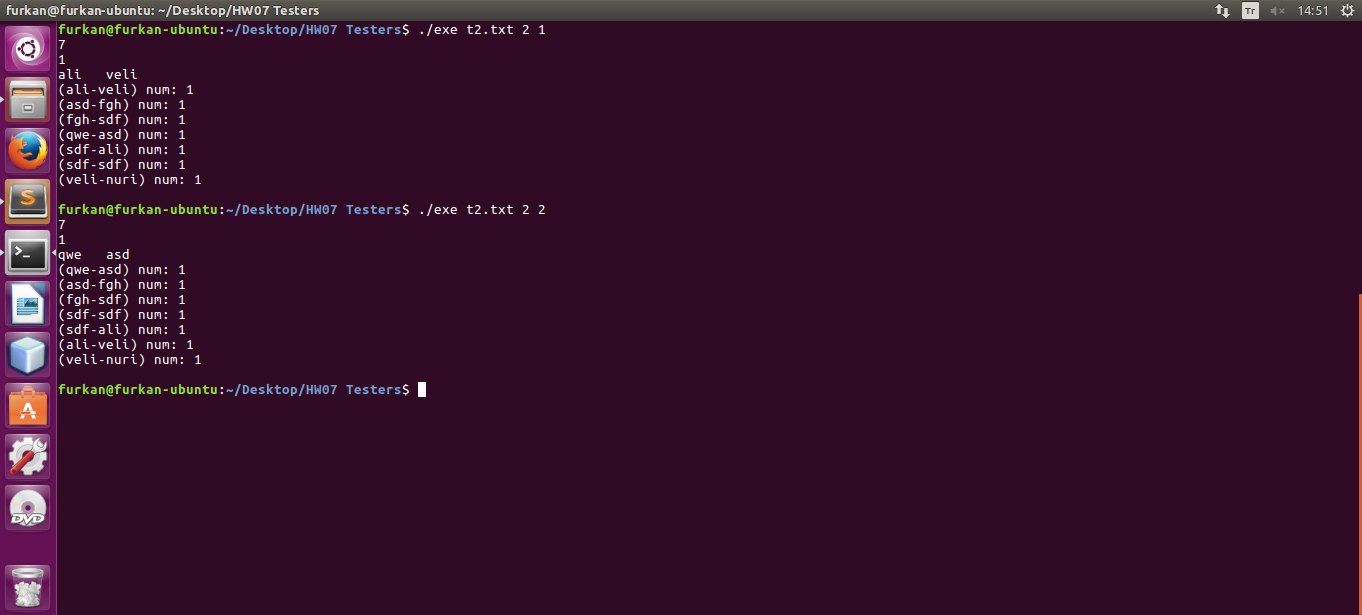 furkan@furkan-ubuntu: ~/Desktop/HW07 Testers Tr 14:51
furkan@furkan-ubuntu:~/Desktop/HW07 Testers$ ./exe t2.txt 2 1
7
1
ali   veli
(ali-veli) num: 1
(asd-fgh) num: 1
(fgh-sdf) num: 1
(qwe-asd) num: 1
(sdf-ali) num: 1
(sdf-sdf) num: 1
(veli-nuri) num: 1
furkan@furkan-ubuntu:~/Desktop/HW07 Testers$ ./exe t2.txt 2 2
7
1
qwe   asd
(qwe-asd) num: 1
(asd-fgh) num: 1
(fgh-sdf) num: 1
(sdf-sdf) num: 1
(sdf-ali) num: 1
(ali-veli) num: 1
(veli-nuri) num: 1
furkan@furkan-ubuntu:~/Desktop/HW07 Testers$
DVD